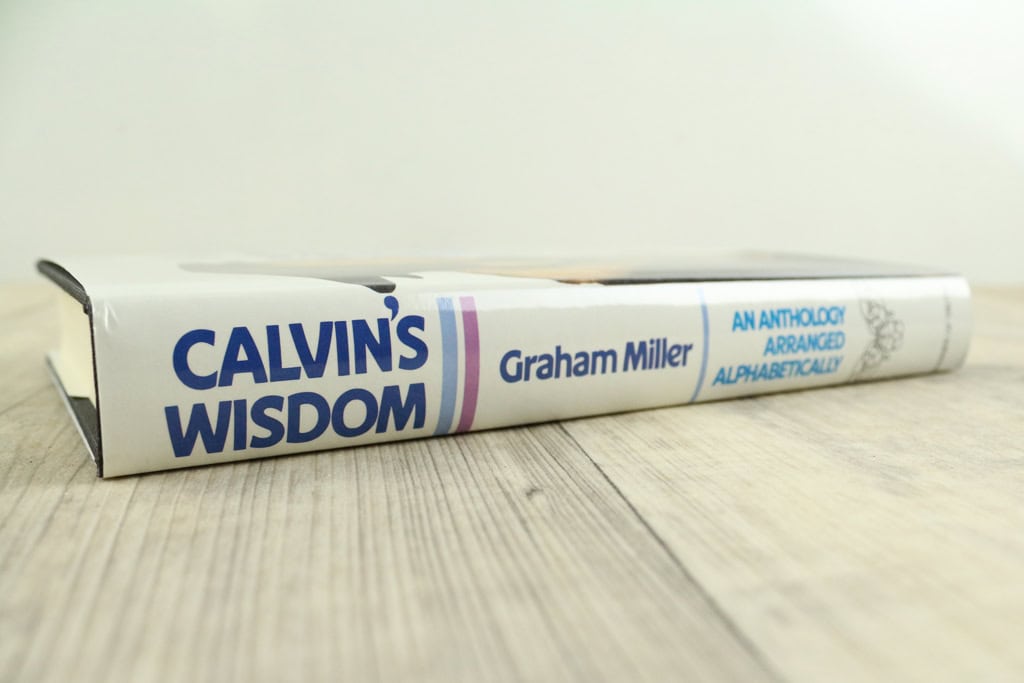 CALVIN'S
WISDOM
Graham Miller
AN ANTHOLOGY
ARRANGED
ALPHABETICALLY